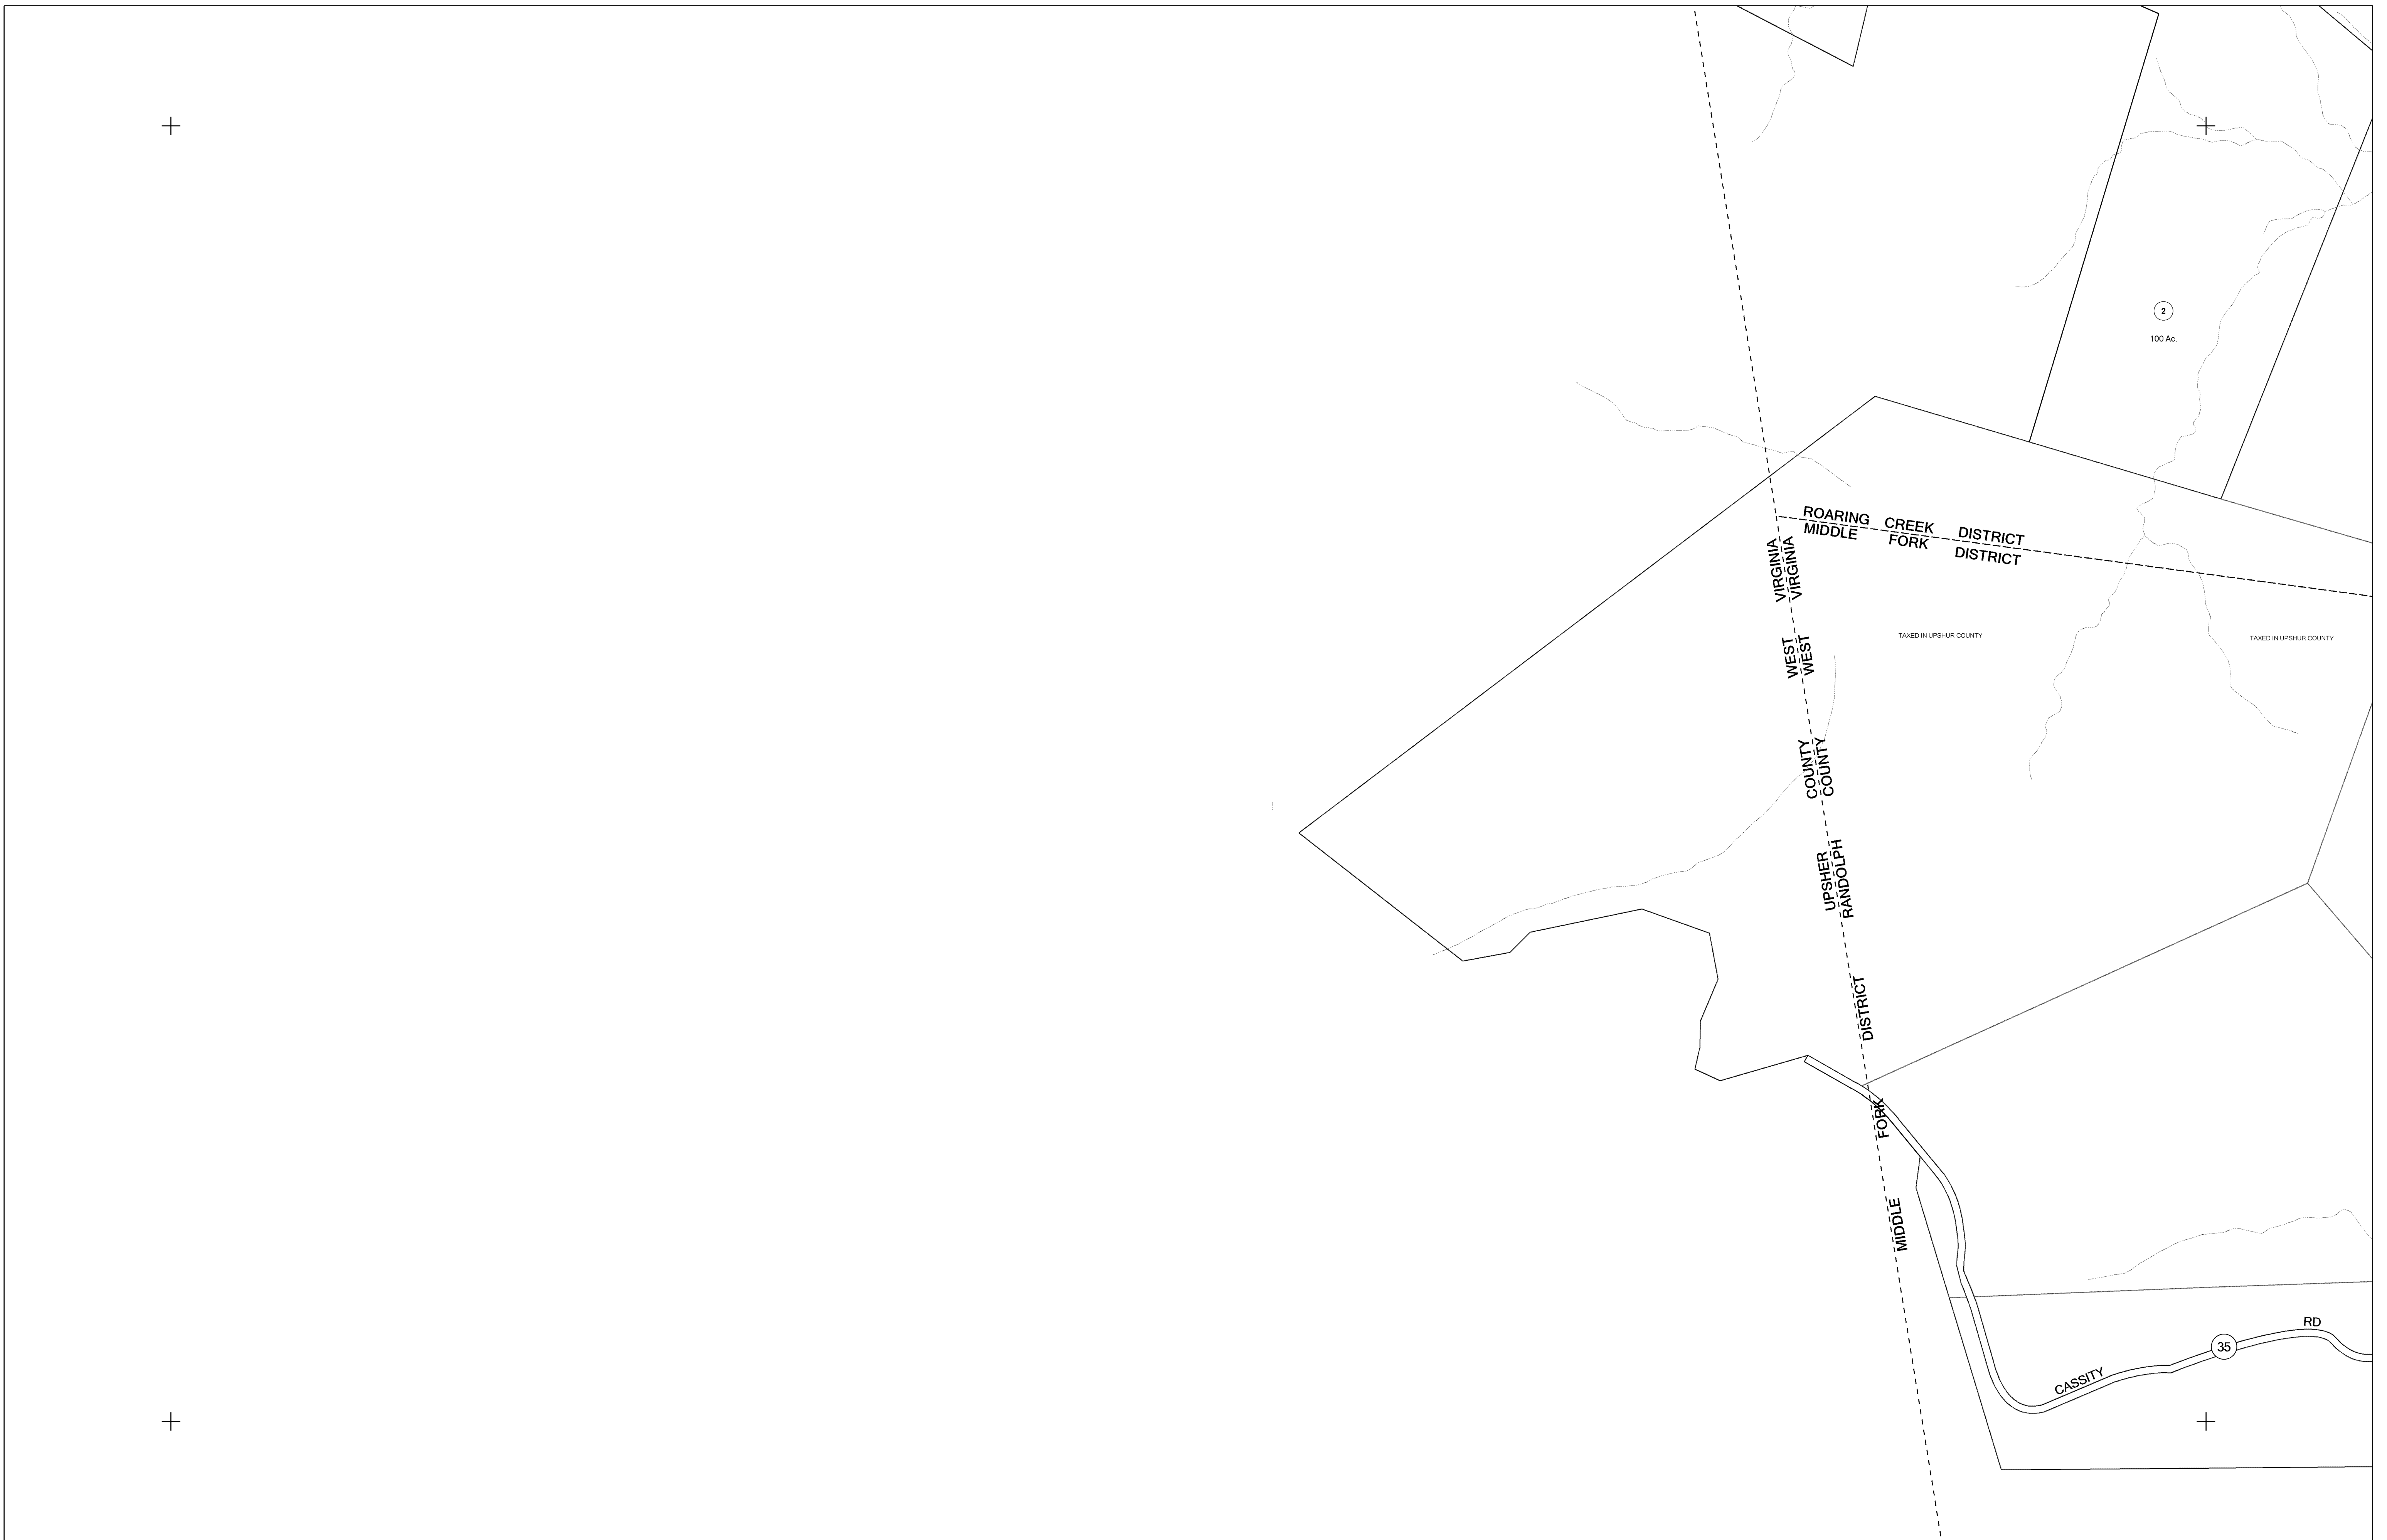 2
100 Ac.
ROARING CREEK DISTRICT
MIDDLE FORK DISTRICT
UPSHER COUNTY WEST VIRGINIA
RANDOLPH COUNTY WEST VIRGINIA
TAXED IN UPSHUR COUNTY
TAXED IN UPSHUR COUNTY
MIDDLE FORK DISTRICT
RD
35
CASSITY